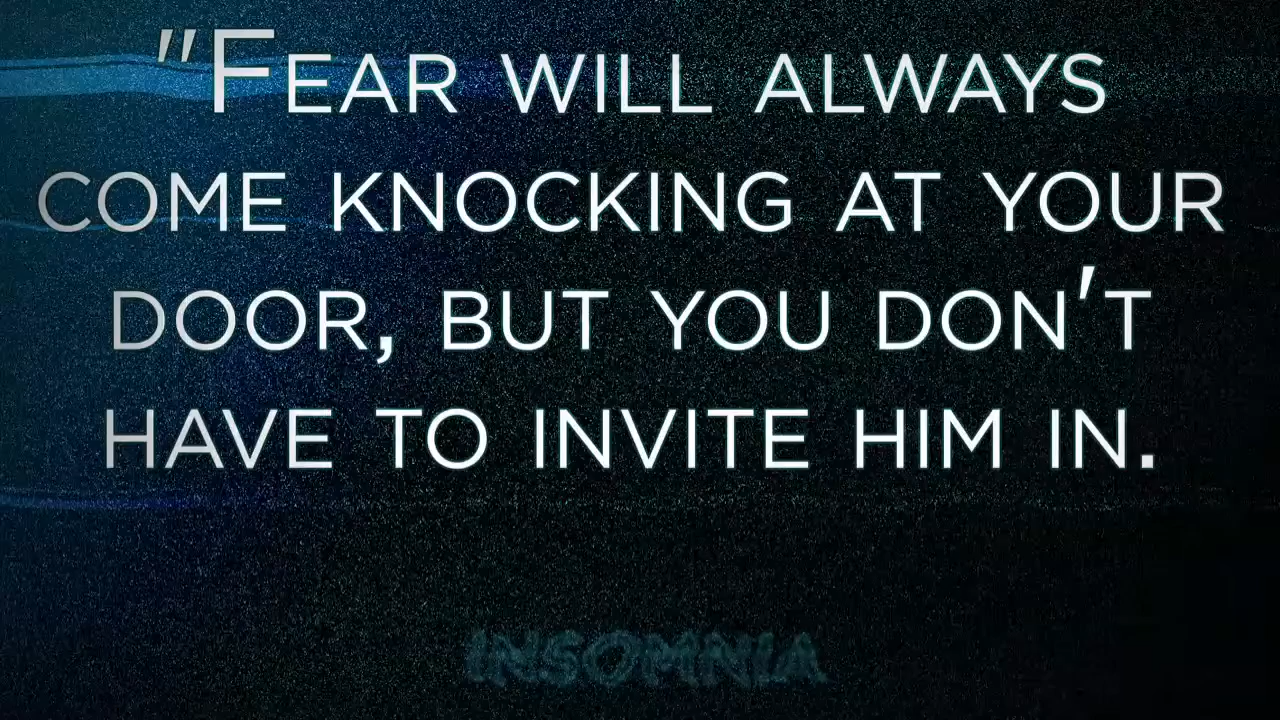 "Fear will always
come knocking at your
door, but you don't
have to invite him in.
INSOMNIA